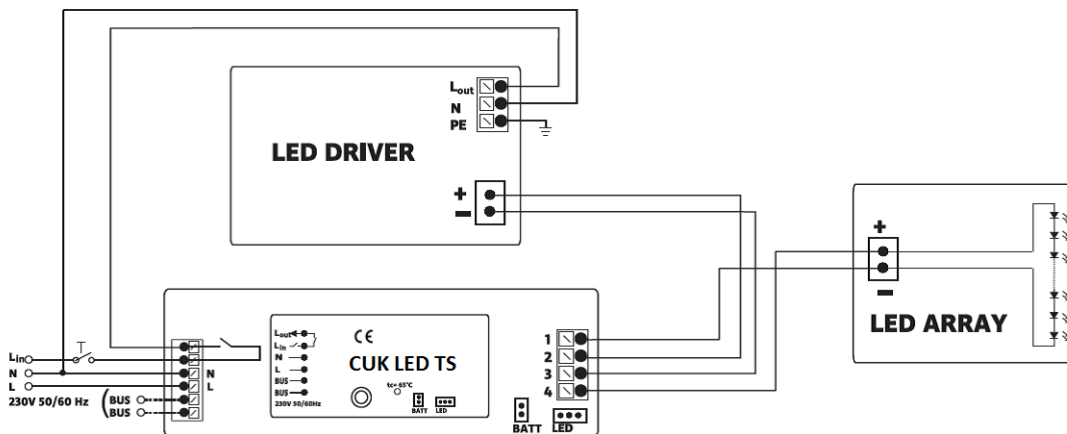 Lout
N
PE
LED DRIVER
+
−
+
−
LED ARRAY
Lin
N
L
230V 50/60 Hz
BUS
BUS
N
L
Lout
Lin
N
L
BUS
BUS
230V 50/60Hz
CE
CUK LED TS
tc= 65°C
BATT
LED
1
2
3
4
BATT
LED